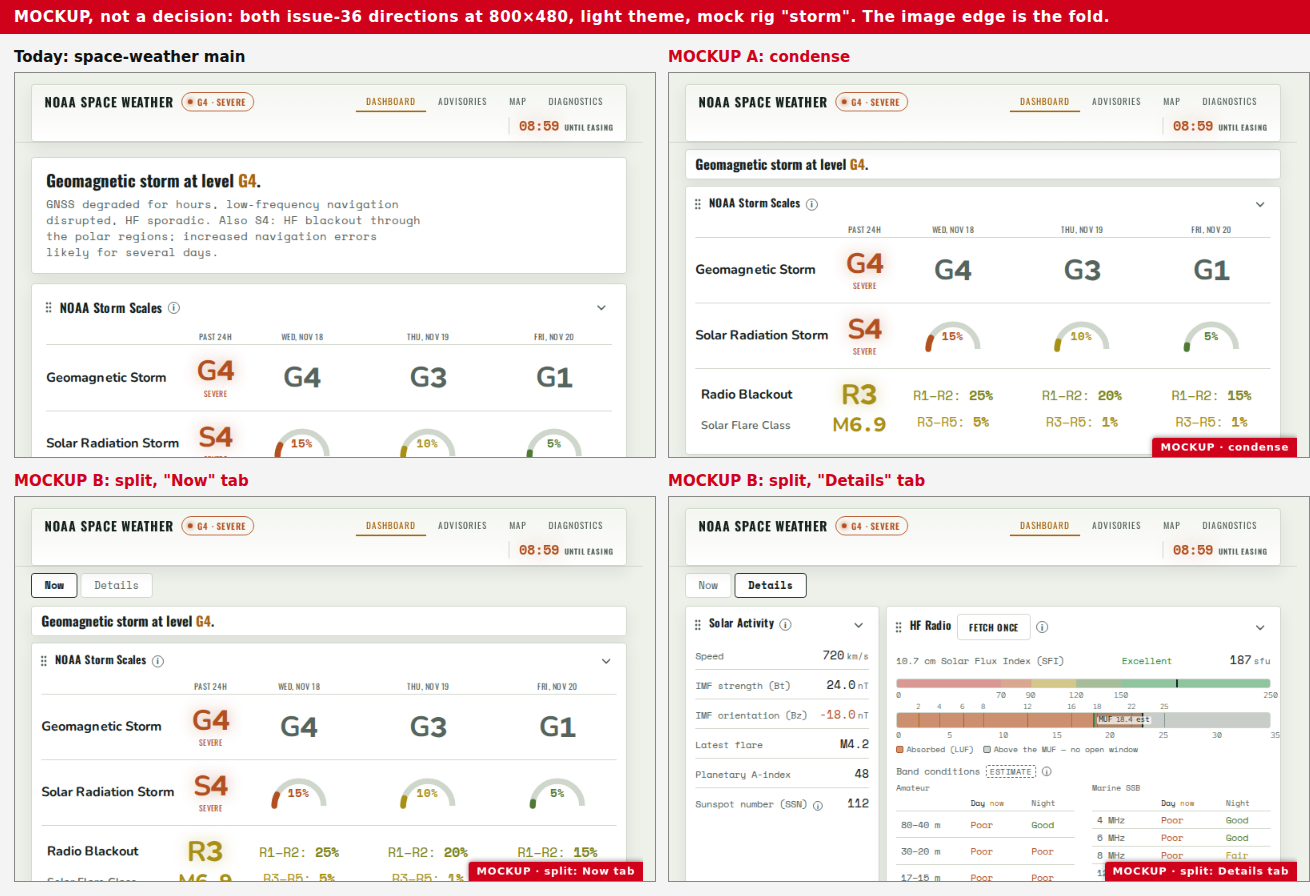 MOCKUP, not a decision: both issue-36 directions at 800×480, light theme, mock rig "storm". The image edge is the fold.
Today: space-weather main
NOAA SPACE WEATHER G4 · SEVERE DASHBOARD ADVISORIES MAP DIAGNOSTICS
08:59 UNTIL EASING
Geomagnetic storm at level G4.
GNSS degraded for hours, low-frequency navigation
disrupted, HF sporadic. Also S4: HF blackout through
the polar regions; increased navigation errors
likely for several days.
NOAA Storm Scales
PAST 24H WED, NOV 18 THU, NOV 19 FRI, NOV 20
Geomagnetic Storm G4 G4 G3 G1
SEVERE
Solar Radiation Storm S4 15% 10% 5%
MOCKUP A: condense
NOAA SPACE WEATHER G4 · SEVERE DASHBOARD ADVISORIES MAP DIAGNOSTICS
08:59 UNTIL EASING
Geomagnetic storm at level G4.
NOAA Storm Scales
PAST 24H WED, NOV 18 THU, NOV 19 FRI, NOV 20
Geomagnetic Storm G4 G4 G3 G1
SEVERE
Solar Radiation Storm S4 15% 10% 5%
SEVERE
Radio Blackout R3 R1–R2: 25% R1–R2: 20% R1–R2: 15%
Solar Flare Class M6.9 R3–R5: 5% R3–R5: 1% R3–R5: 1%
MOCKUP · condense
MOCKUP B: split, "Now" tab
NOAA SPACE WEATHER G4 · SEVERE DASHBOARD ADVISORIES MAP DIAGNOSTICS
08:59 UNTIL EASING
Now Details
Geomagnetic storm at level G4.
NOAA Storm Scales
PAST 24H WED, NOV 18 THU, NOV 19 FRI, NOV 20
Geomagnetic Storm G4 G4 G3 G1
SEVERE
Solar Radiation Storm S4 15% 10% 5%
SEVERE
Radio Blackout R3 R1–R2: 25% R1–R2: 20% R1–R2: 15%
Solar Flare Class M6.9 R3–R5: 5% R3–R5: 1%
MOCKUP · split: Now tab
MOCKUP B: split, "Details" tab
NOAA SPACE WEATHER G4 · SEVERE DASHBOARD ADVISORIES MAP DIAGNOSTICS
08:59 UNTIL EASING
Now Details
Solar Activity
Speed 720 km/s
IMF strength (Bt) 24.0 nT
IMF orientation (Bz) -18.0 nT
Latest flare M4.2
Planetary A-index 48
Sunspot number (SSN) 112
HF Radio FETCH ONCE
10.7 cm Solar Flux Index (SFI) Excellent 187 sfu
0 70 90 120 150 250
2 4 6 8 12 16 18 22 25
MUF 18.4 est
0 5 10 15 20 25 30 35
Absorbed (LUF) Above the MUF — no open window
Band conditions ESTIMATE
Amateur
Day now Night
80–40 m Poor Good
30–20 m Poor Poor
17–15 m Poor Poor
Marine SSB
Day now Night
4 MHz Poor Good
6 MHz Poor Good
8 MHz Poor Fair
MOCKUP · split: Details tab